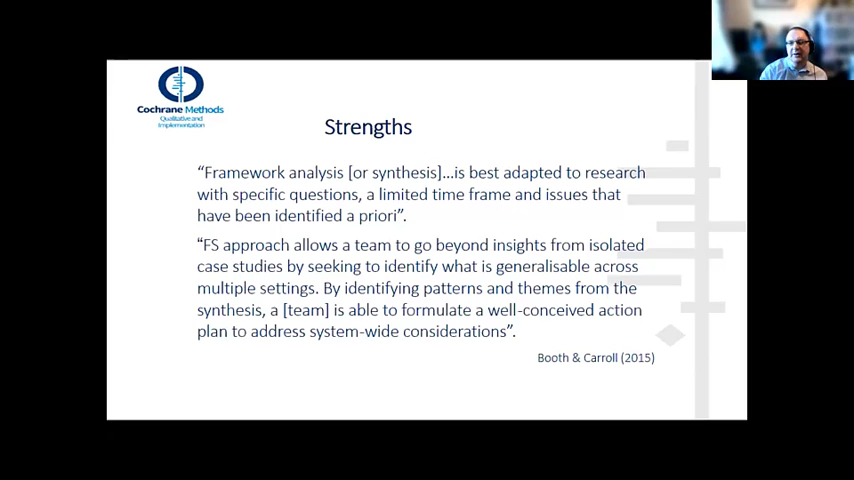 Cochrane Methods
Qualitative and
Implementation
Strengths
“Framework analysis [or synthesis]...is best adapted to research
with specific questions, a limited time frame and issues that
have been identified a priori”.
“FS approach allows a team to go beyond insights from isolated
case studies by seeking to identify what is generalisable across
multiple settings. By identifying patterns and themes from the
synthesis, a [team] is able to formulate a well-conceived action
plan to address system-wide considerations”.
Booth & Carroll (2015)